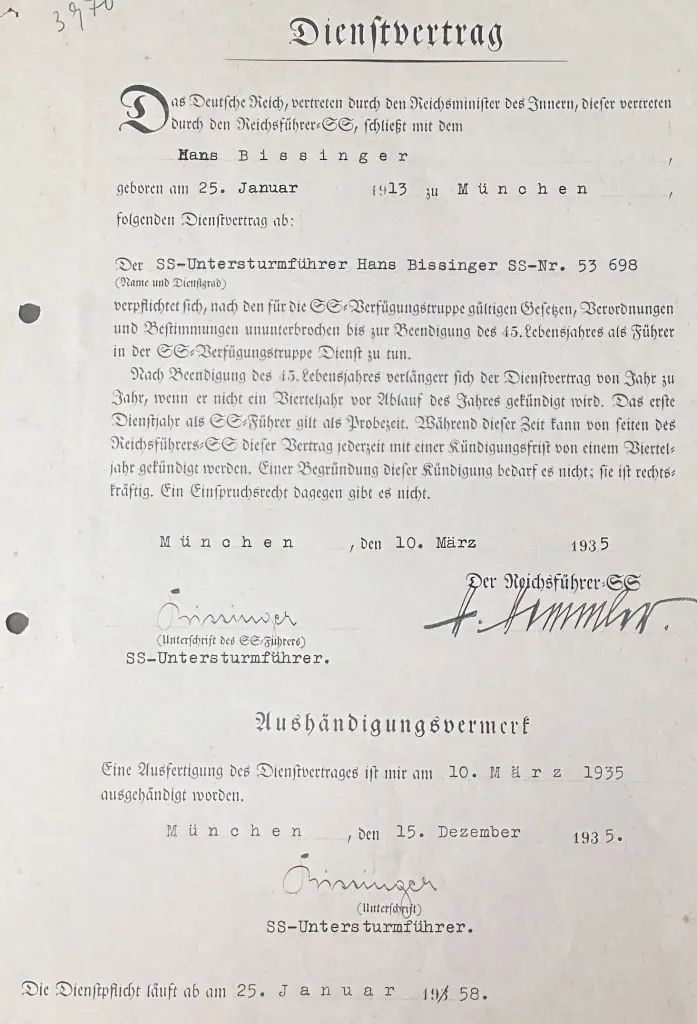 3970
Dienstvertrag
Das Deutsche Reich, vertreten durch den Reichsminister des Innern, dieser vertreten
durch den Reichsführer-SS, schließt mit dem
Hans Bissinger ,
geboren am 25. Januar 1913 zu München ,
folgenden Dienstvertrag ab:
Der SS-Untersturmführer Hans Bissinger SS-Nr. 53 698
(Name und Dienstgrad)
verpflichtet sich, nach den für die SS-Verfügungstruppe gültigen Gesetzen, Verordnungen
und Bestimmungen ununterbrochen bis zur Beendigung des 45. Lebensjahres als Führer
in der SS-Verfügungstruppe Dienst zu tun.
Nach Beendigung des 45. Lebensjahres verlängert sich der Dienstvertrag von Jahr zu
Jahr, wenn er nicht ein Vierteljahr vor Ablauf des Jahres gekündigt wird. Das erste
Dienstjahr als SS-Führer gilt als Probezeit. Während dieser Zeit kann von seiten des
Reichsführers-SS dieser Vertrag jederzeit mit einer Kündigungsfrist von einem Viertel-
jahr gekündigt werden. Einer Begründung dieser Kündigung bedarf es nicht; sie ist rechts-
kräftig. Ein Einspruchsrecht dagegen gibt es nicht.
München , den 10. März 1935
Der Reichsführer-SS
Bissinger
H. Himmler.
(Unterschrift des SS-Führers)
SS-Untersturmführer.
Aushändigungsvermerk
Eine Ausfertigung des Dienstvertrages ist mir am 10. März 1935
ausgehändigt worden.
München , den 15. Dezember 1935.
Bissinger
(Unterschrift)
SS-Untersturmführer.
Die Dienstpflicht läuft ab am 25. Januar 1958.